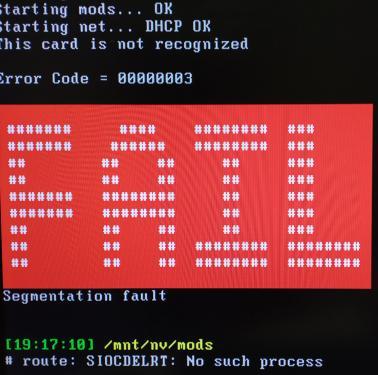 Starting mods... OK
Starting net... DHCP OK
This card is not recognized
Error Code = 00000003
FAIL
Segmentation fault
[19:17:10] /mnt/nv/mods
# route: SIOCDELRT: No such process